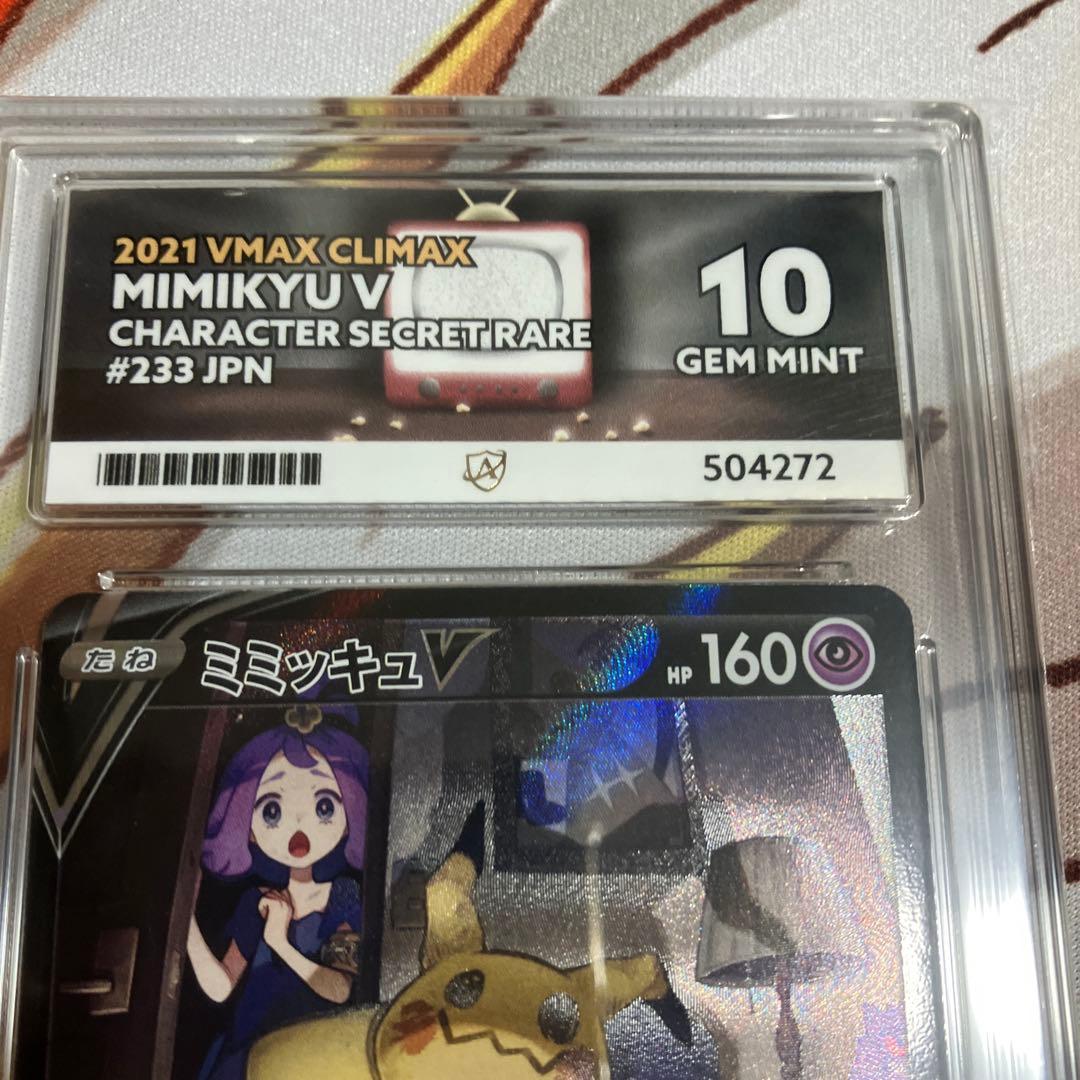 2021 VMAX CLIMAX
MIMIKYU V
CHARACTER SECRET RARE
#233 JPN
10
GEM MINT
A
504272
たね
ミミッキュV
HP 160